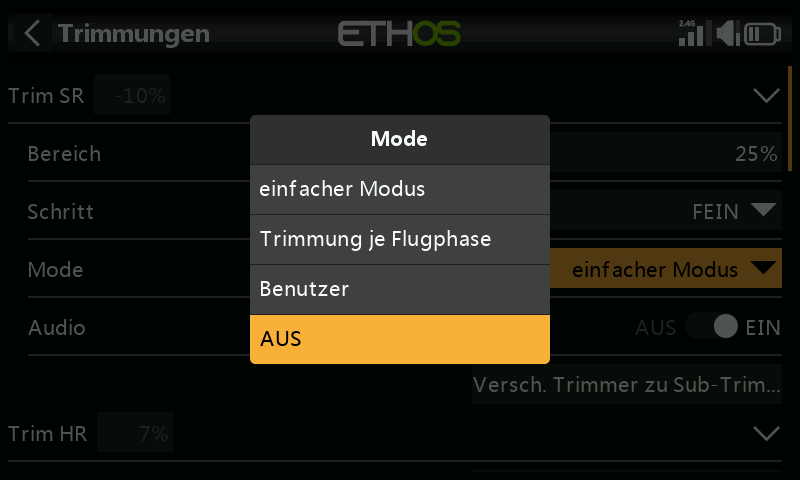 Trimmungen
ETHOS
2.4G
Trim SR -10%
Mode
Bereich 25%
einfacher Modus
Schritt FEIN
Trimmung je Flugphase
Mode einfacher Modus
Benutzer
Audio AUS EIN
AUS
Versch. Trimmer zu Sub-Trim...
Trim HR 7%